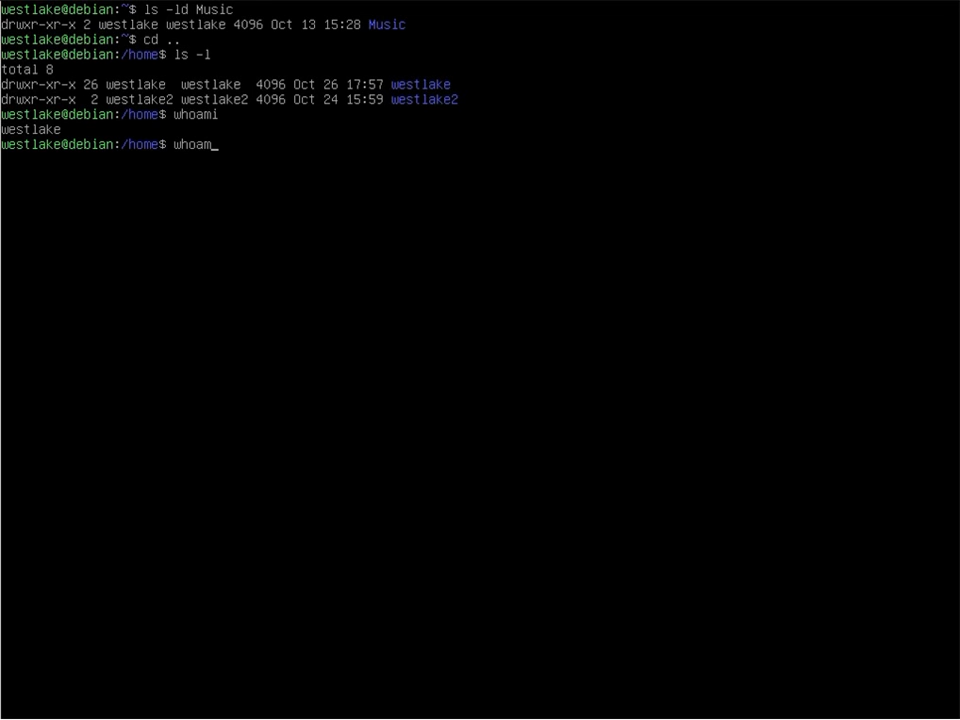 westlake@debian:~$ ls -ld Music
drwxr-xr-x 2 westlake westlake 4096 Oct 13 15:28 Music
westlake@debian:~$ cd ..
westlake@debian:/home$ ls -l
total 8
drwxr-xr-x 26 westlake  westlake  4096 Oct 26 17:57 westlake
drwxr-xr-x  2 westlake2 westlake2 4096 Oct 24 15:59 westlake2
westlake@debian:/home$ whoami
westlake
westlake@debian:/home$ whoam_